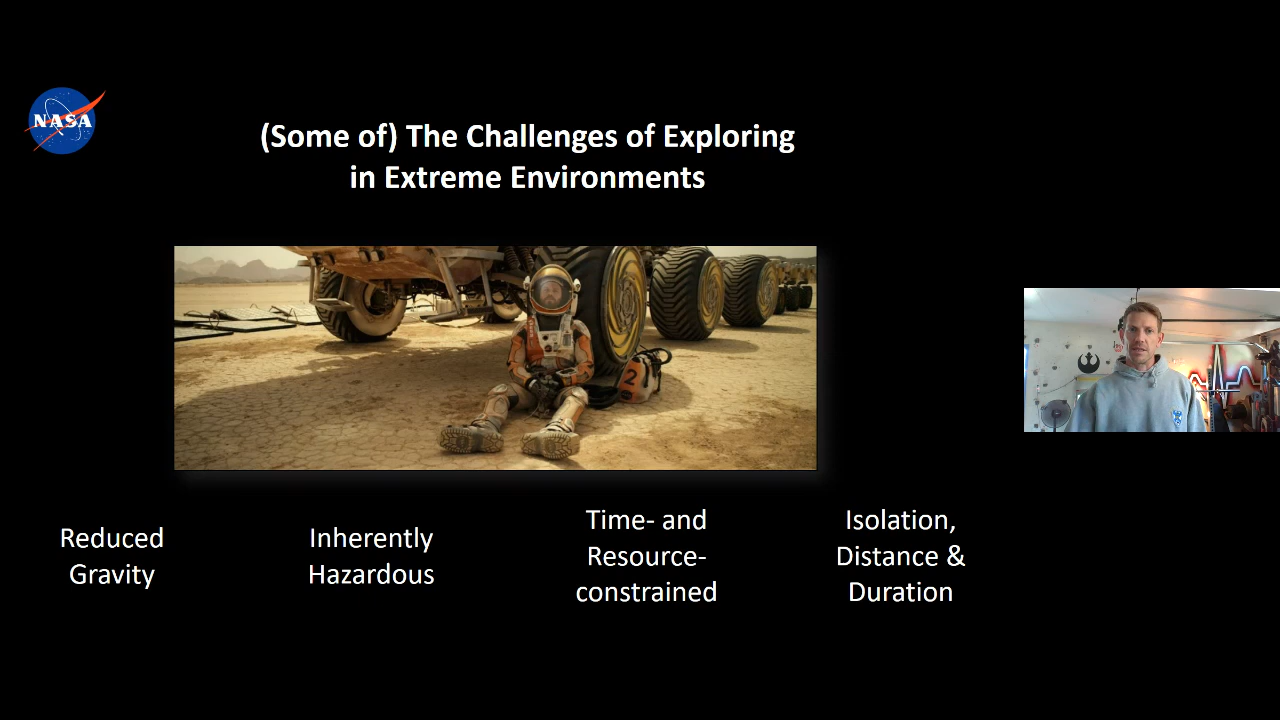 NASA
(Some of) The Challenges of Exploring
in Extreme Environments
2
Reduced
Gravity
Inherently
Hazardous
Time- and
Resource-
constrained
Isolation,
Distance &
Duration